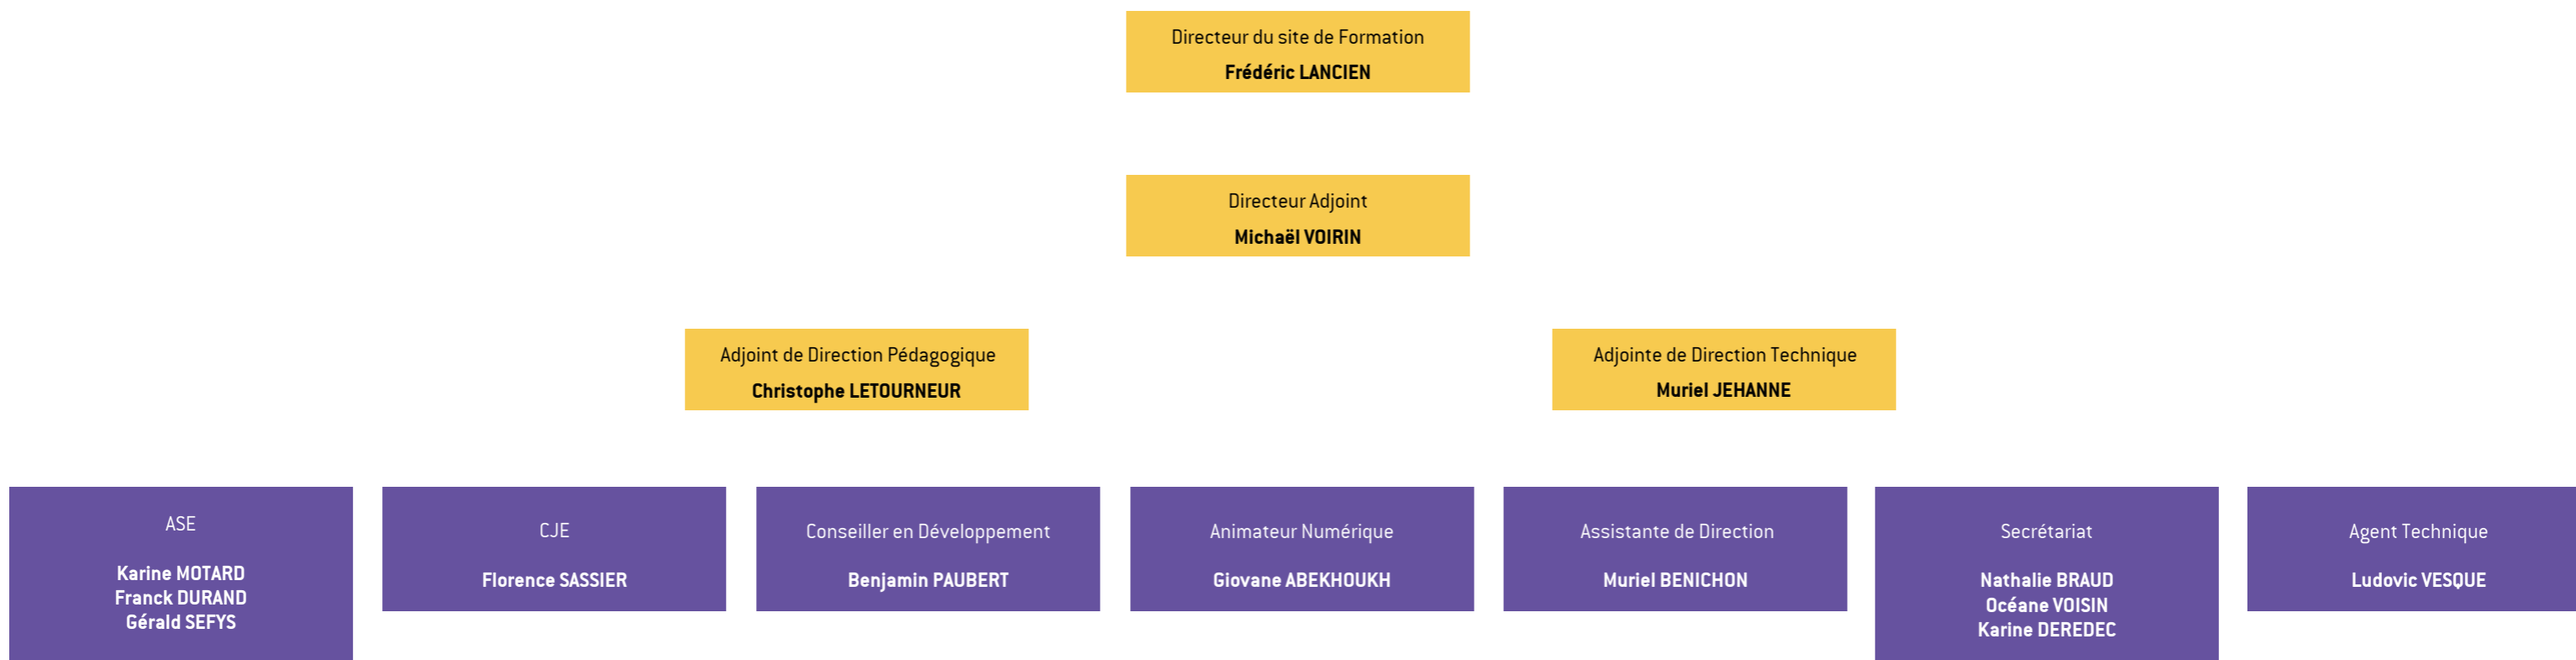 Directeur du site de Formation
Frédéric LANCIEN
Directeur Adjoint
Michaël VOIRIN
Adjoint de Direction Pédagogique
Christophe LETOURNEUR
Adjointe de Direction Technique
Muriel JEHANNE
ASE
Karine MOTARD
Franck DURAND
Gérald SEFYS
CJE
Florence SASSIER
Conseiller en Développement
Benjamin PAUBERT
Animateur Numérique
Giovane ABEKHOUKH
Assistante de Direction
Muriel BENICHON
Secrétariat
Nathalie BRAUD
Océane VOISIN
Karine DEREDEC
Agent Technique
Ludovic VESQUE